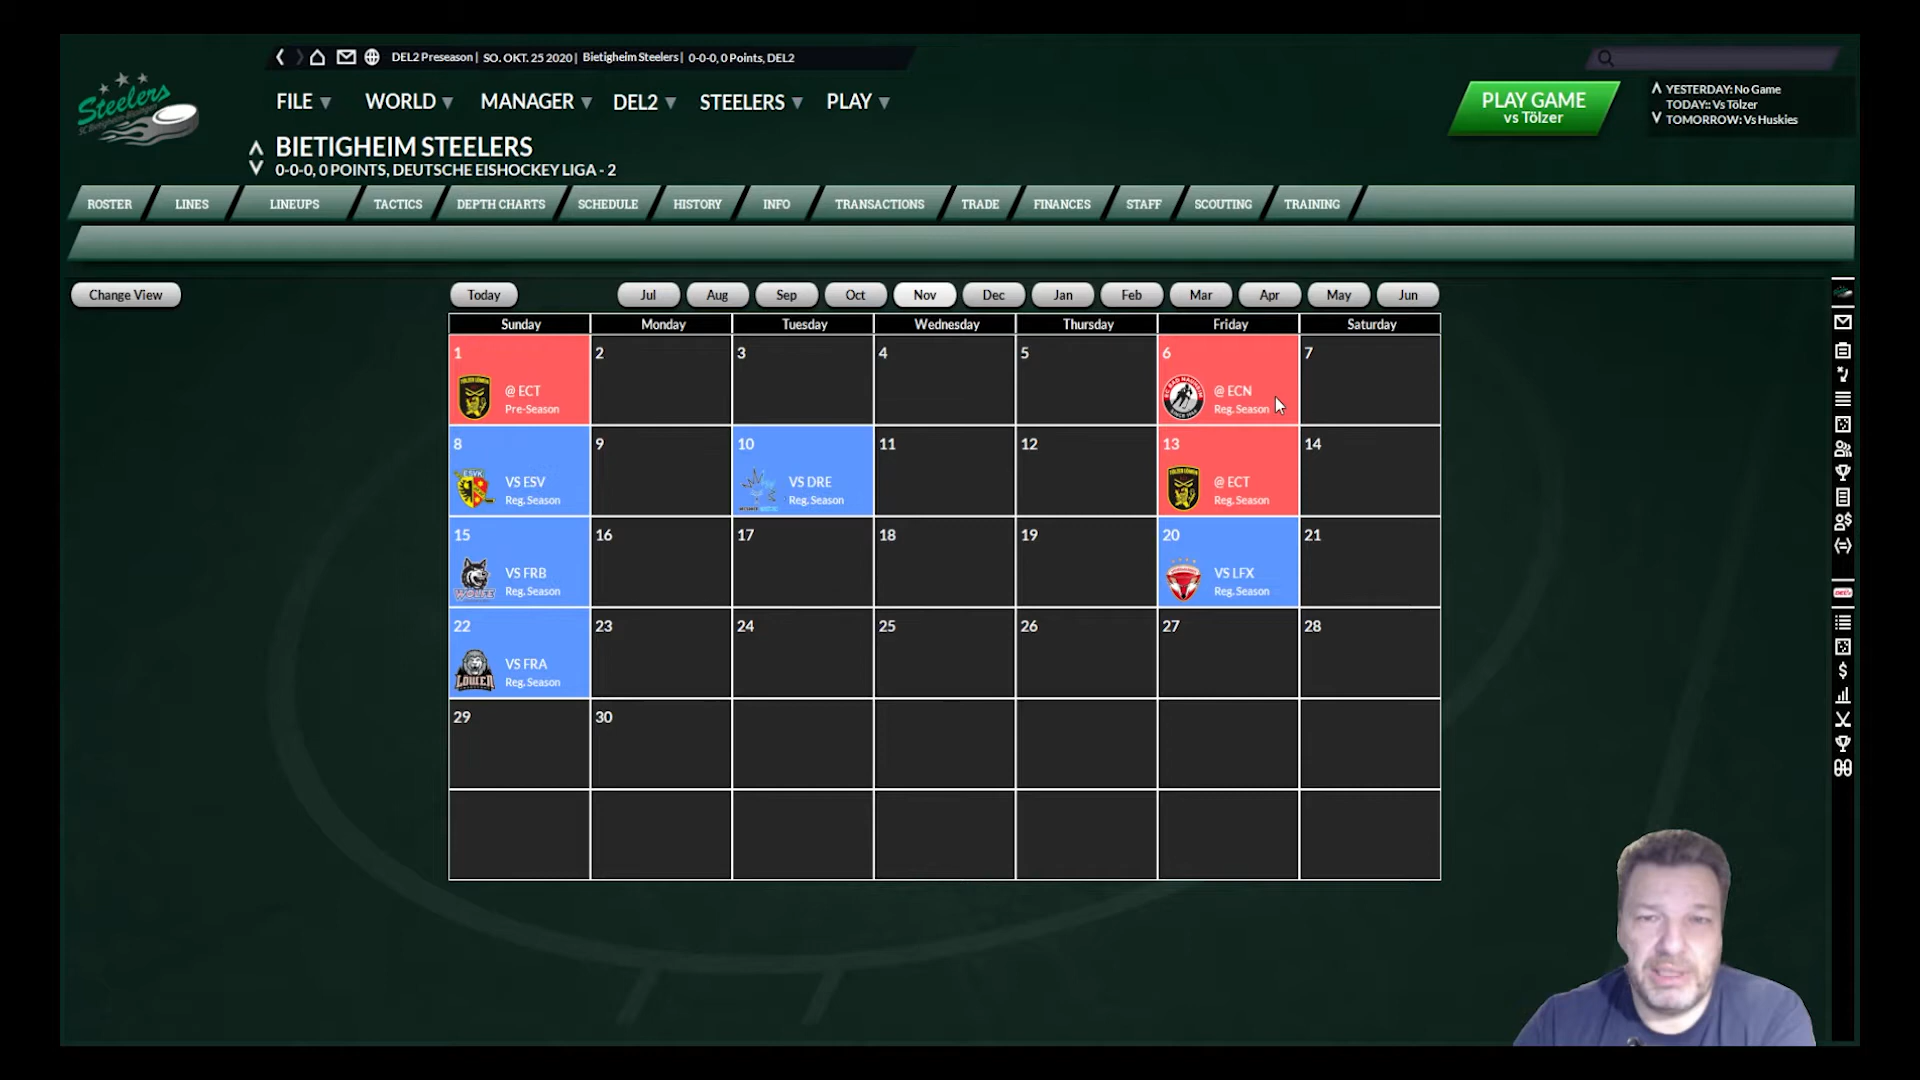 DEL2 Preseason | SO. OKT. 25 2020 | Bietigheim Steelers | 0-0-0, 0 Points, DEL2
FILE WORLD MANAGER DEL2 STEELERS PLAY
PLAY GAME
vs Tölzer
YESTERDAY: No Game
TODAY:: Vs Tölzer
TOMORROW: Vs Huskies
Steelers
BIETIGHEIM STEELERS
0-0-0, 0 POINTS, DEUTSCHE EISHOCKEY LIGA - 2
ROSTER LINES LINEUPS TACTICS DEPTH CHARTS SCHEDULE HISTORY INFO TRANSACTIONS TRADE FINANCES STAFF SCOUTING TRAINING
Change View Today Jul Aug Sep Oct Nov Dec Jan Feb Mar Apr May Jun
Sunday Monday Tuesday Wednesday Thursday Friday Saturday
1 2 3 4 5 6 7
@ ECT @ ECN
Pre-Season Reg. Season
8 9 10 11 12 13 14
VS ESV VS DRE @ ECT
Reg. Season Reg. Season Reg. Season
15 16 17 18 19 20 21
VS FRB VS LFX
Reg. Season Reg. Season
22 23 24 25 26 27 28
VS FRA
Reg. Season
29 30